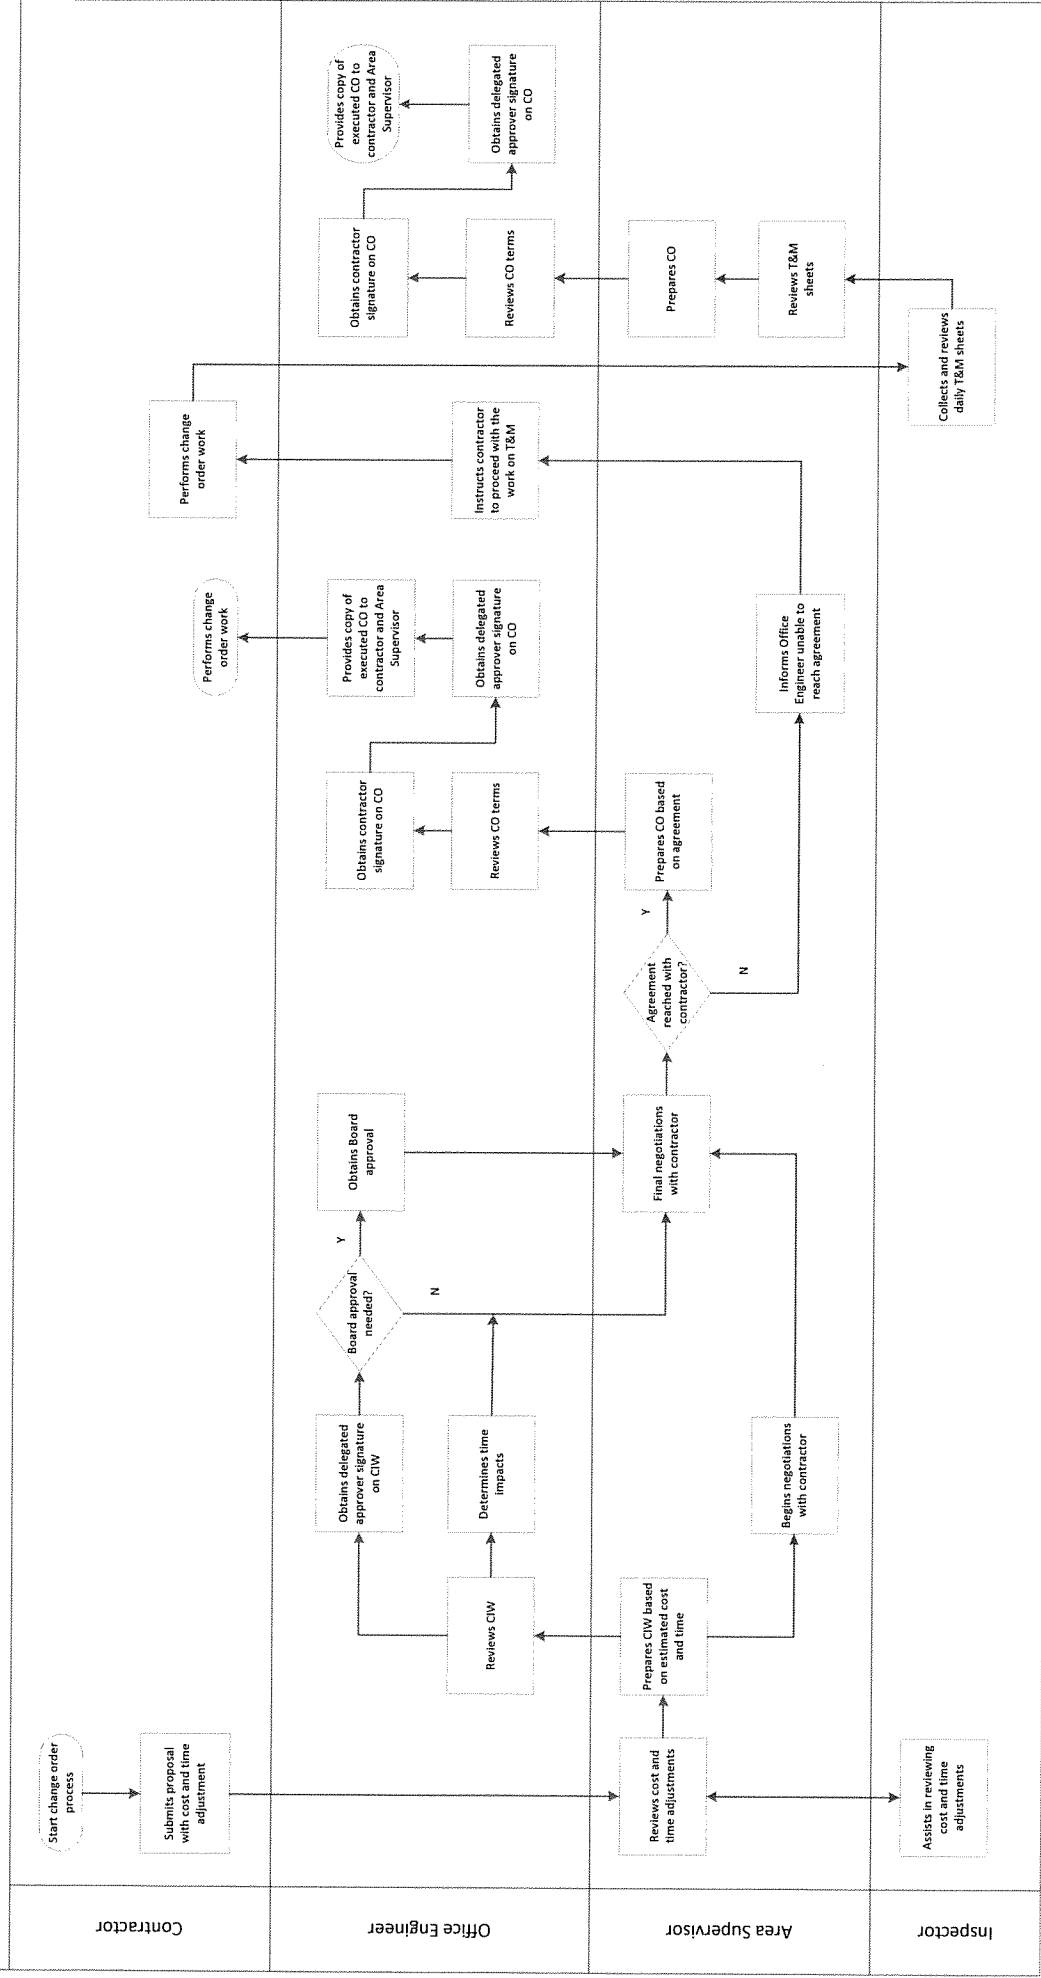 Contractor
Office Engineer
Area Supervisor
Inspector
Start change order
process
Submits proposal
with cost and time
adjustment
Reviews cost and
time adjustments
Assists in reviewing
cost and time
adjustments
Prepares CIW based
on estimated cost
and time
Reviews CIW
Obtains delegated
approver signature
on CIW
Determines time
impacts
Begins negotiations
with contractor
Board approval
needed?
Y
N
Obtains Board
approval
Final negotiations
with contractor
Agreement
reached with
contractor?
Y
N
Prepares CO based
on agreement
Reviews CO terms
Obtains contractor
signature on CO
Obtains delegated
approver signature
on CO
Provides copy of
executed CO to
contractor and Area
Supervisor
Performs change
order work
Informs Office
Engineer unable to
reach agreement
Instructs contractor
to proceed with the
work on T&M
Performs change
order work
Collects and reviews
daily T&M sheets
Reviews T&M
sheets
Prepares CO
Reviews CO terms
Obtains contractor
signature on CO
Obtains delegated
approver signature
on CO
Provides copy of
executed CO to
contractor and Area
Supervisor